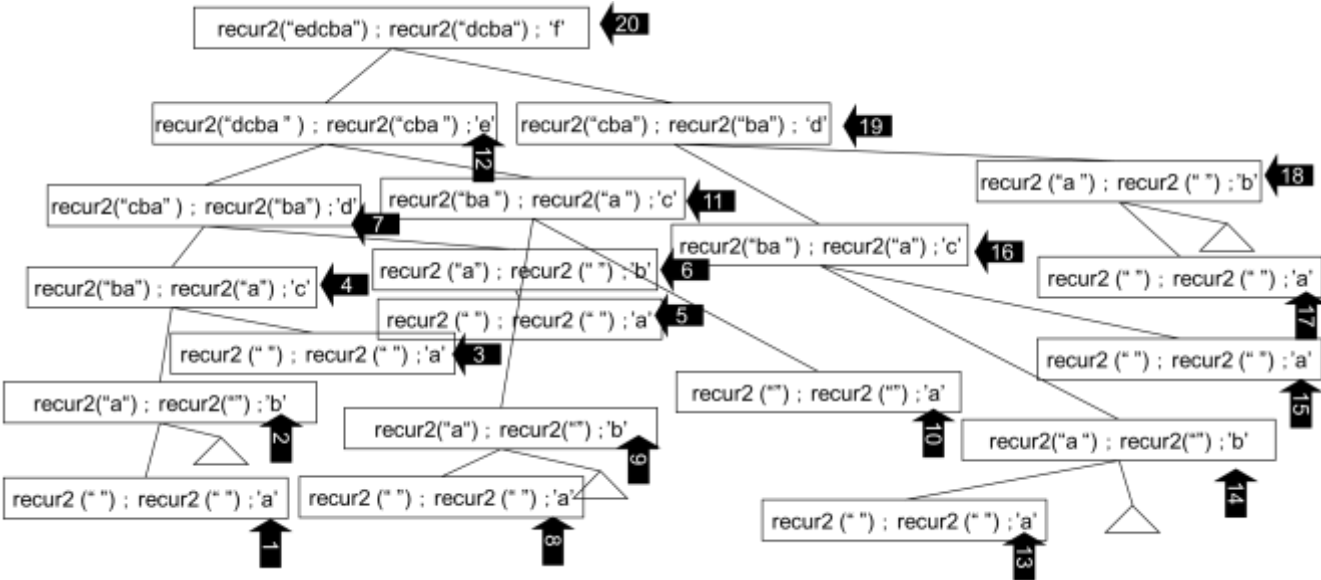 recur2(“edcba”) ; recur2(“dcba“) ; ‘f’
20
recur2(“dcba ” ) ; recur2(“cba ”) ;‘e’
12
recur2(“cba”) ; recur2(“ba”) ; ‘d’
19
recur2 (“a ”) ; recur2 (“ ”) ;‘b’
18
recur2(“cba” ) ; recur2(“ba”) ;‘d’
7
recur2(“ba ”) ; recur2(“a ”) ;‘c’
11
recur2(“ba ”) ; recur2(“a”) ;‘c’
16
recur2 (“a”) ; recur2 (“ ”) ;‘b’
6
recur2 (“ ”) ; recur2 (“ ”) ;‘a’
17
recur2(“ba”) ; recur2(“a”) ;‘c’
4
recur2 (“ ”) ; recur2 (“ ”) ;‘a’
5
recur2 (“ ”) ; recur2 (“ ”) ;‘a’
3
recur2 (“ ”) ; recur2 (“ ”) ;‘a’
15
recur2(“a“) ; recur2(“”) ;‘b’
2
recur2 (“”) ; recur2 (“”) ;‘a’
10
recur2(“a“) ; recur2(“”) ;‘b’
9
recur2(“a “) ; recur2(“”) ;‘b’
14
recur2 (“ ”) ; recur2 (“ ”) ;‘a’
1
recur2 (“ ”) ; recur2 (“ ”) ;‘a’
8
recur2 (“ ”) ; recur2 (“ ”) ;‘a’
13